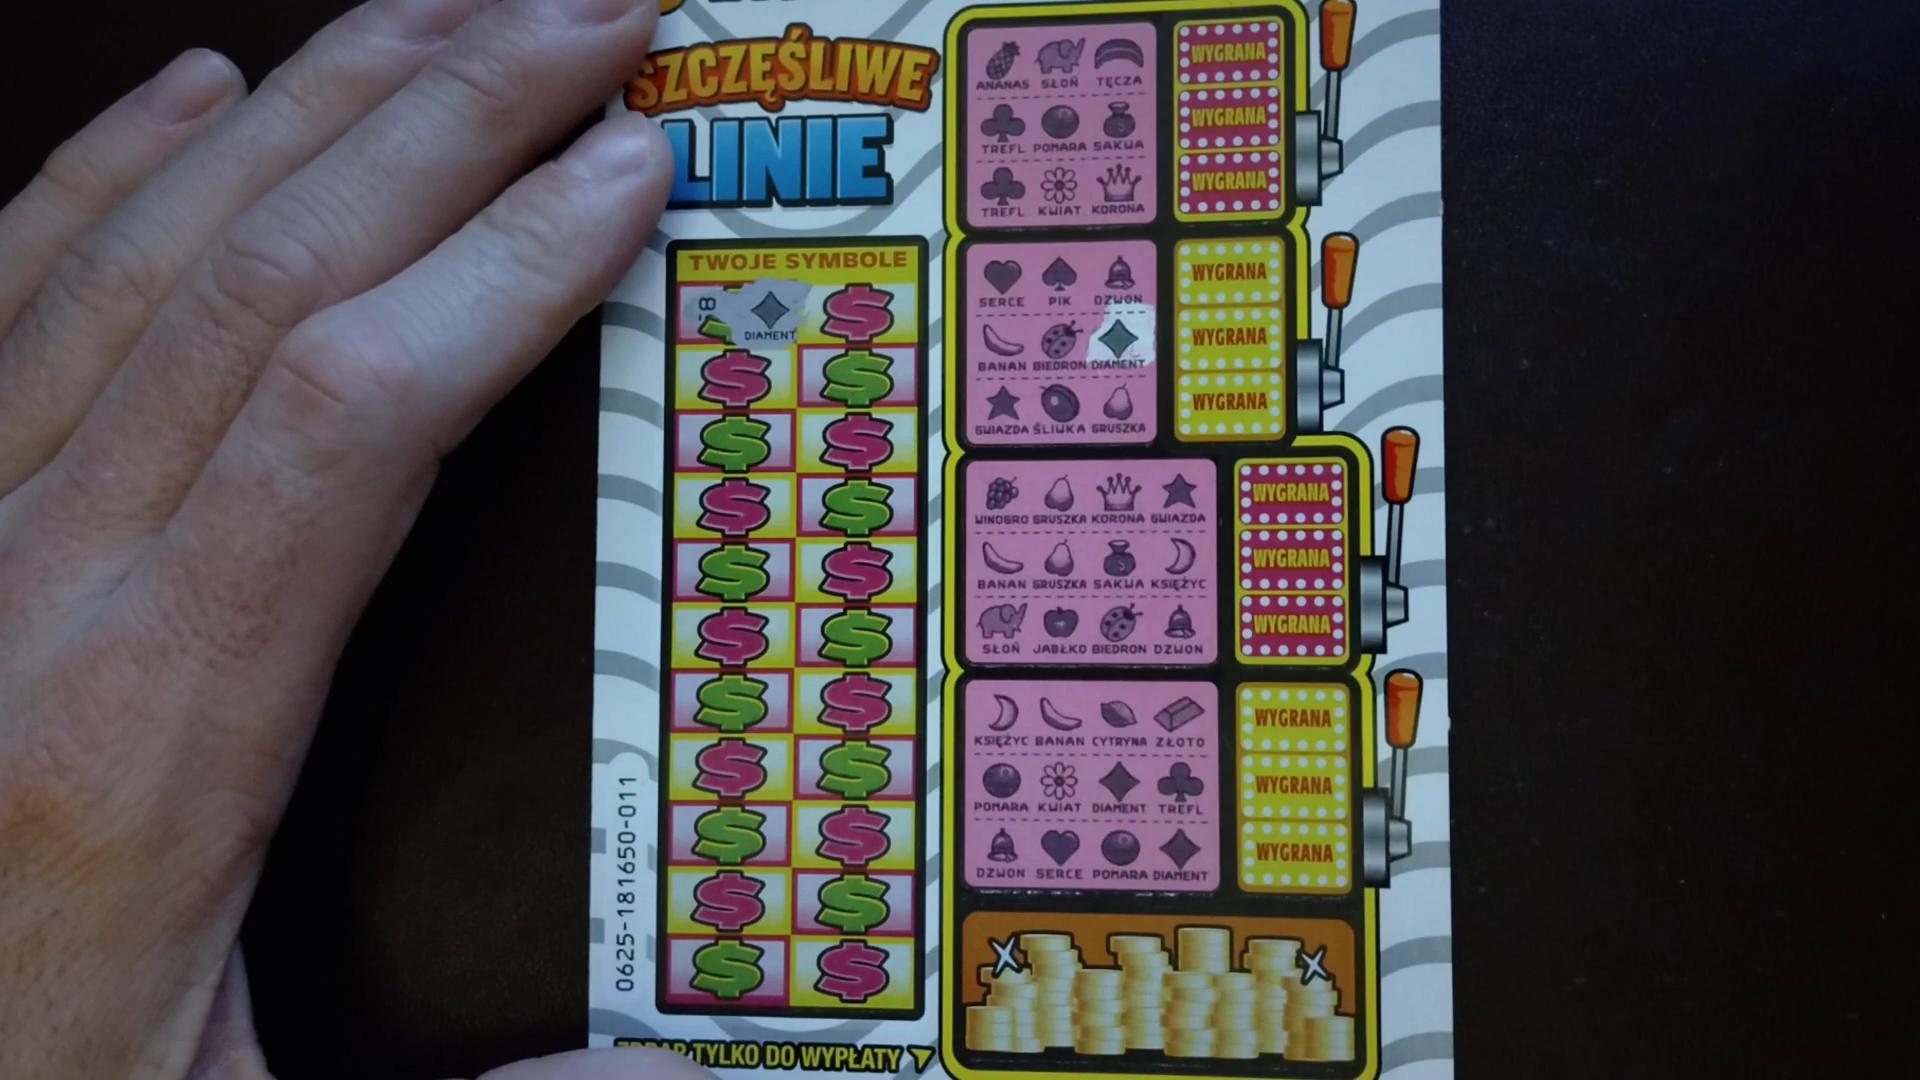 SZCZĘŚLIWE
LINIE
TWOJE SYMBOLE
DIAMENT
0625-181650-011
TYLKO DO WYPŁATY
ANANAS SŁOŃ TĘCZA
TREFL POMARA SAKWA
TREFL KWIAT KORONA
WYGRANA
WYGRANA
WYGRANA
SERCE PIK DZWON
BANAN BIEDRON DIAMENT
GWIAZDA ŚLIWKA GRUSZKA
WYGRANA
WYGRANA
WYGRANA
WINOGRO GRUSZKA KORONA GWIAZDA
BANAN GRUSZKA SAKWA KSIĘŻYC
SŁOŃ JABŁKO BIEDRON DZWON
WYGRANA
WYGRANA
WYGRANA
KSIĘŻYC BANAN CYTRYNA ZŁOTO
POMARA KWIAT DIAMENT TREFL
DZWON SERCE POMARA DIAMENT
WYGRANA
WYGRANA
WYGRANA